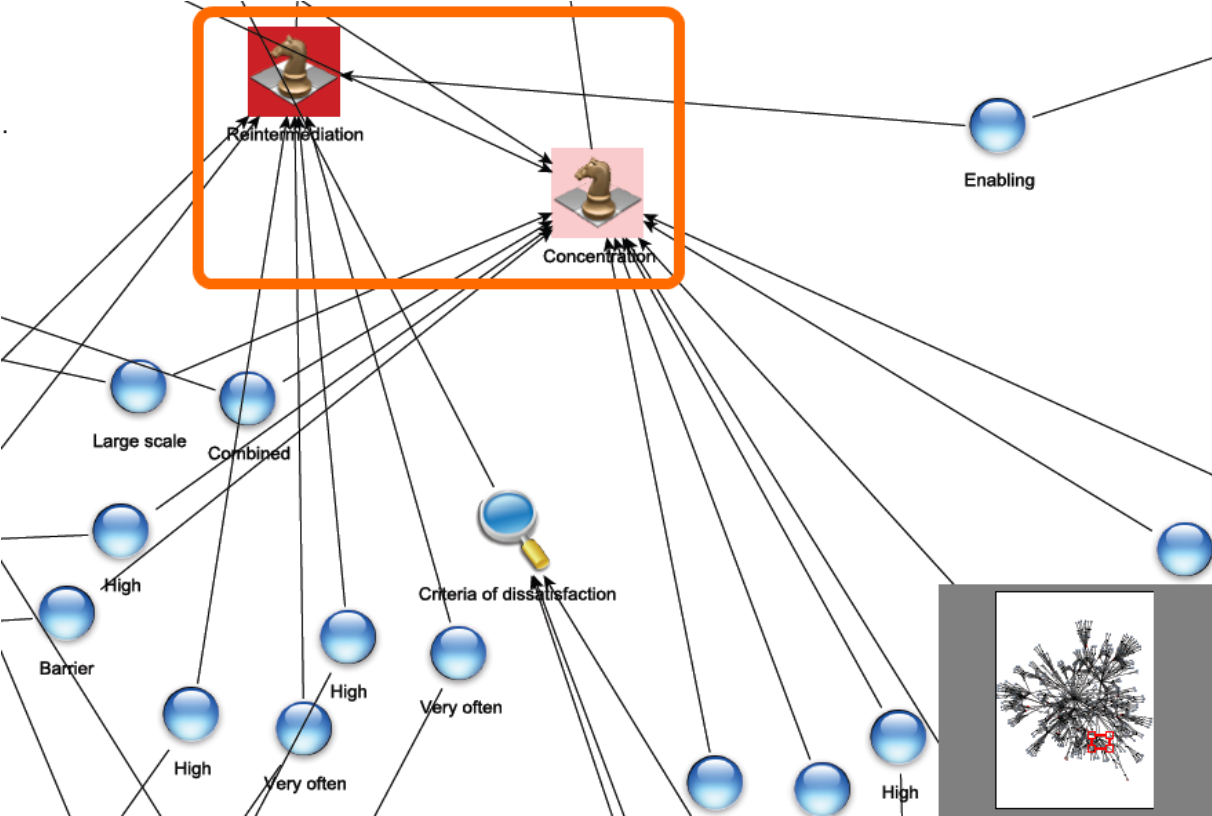 Reintermediation
Enabling
Concentration
Large scale
Combined
High
Criteria of dissatisfaction
Barrier
High
Very often
High
Very often
High